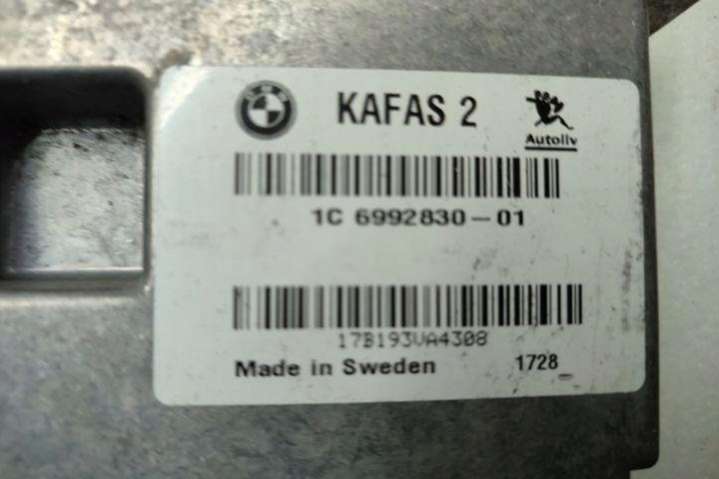 KAFAS 2
Autoliv
1C 6992830-01
17B193VA4308
Made in Sweden 1728